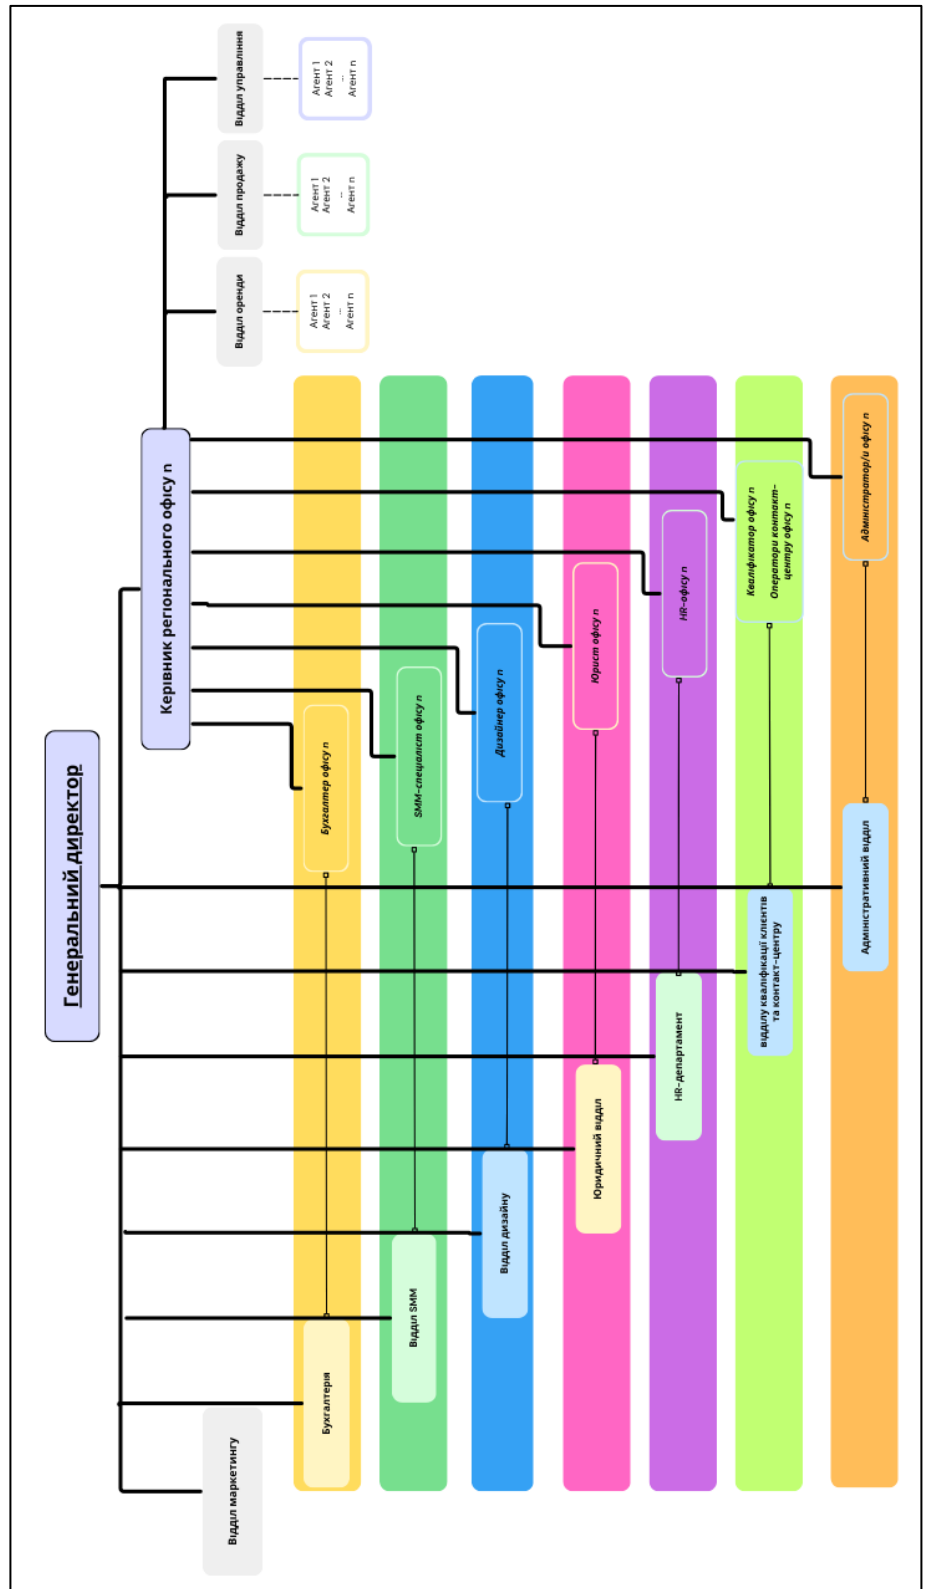 Генеральний директор
Керівник регіонального офісу n
Відділ маркетингу
Відділ оренди
Відділ продажу
Відділ управління
Агент 1
Агент 2
...
Агент n
Агент 1
Агент 2
...
Агент n
Агент 1
Агент 2
...
Агент n
Бухгалтерія
Бухгалтер офісу n
Відділ SMM
SMM-спеціаліст офісу n
Відділ дизайну
Дизайнер офісу n
Юридичний відділ
Юрист офісу n
HR-департамент
HR-офісу n
відділу кваліфікації клієнтів
та контакт-центру
Кваліфікатор офісу n
Оператори контакт-
центру офісу n
Адміністративний відділ
Адміністратор/и офісу n